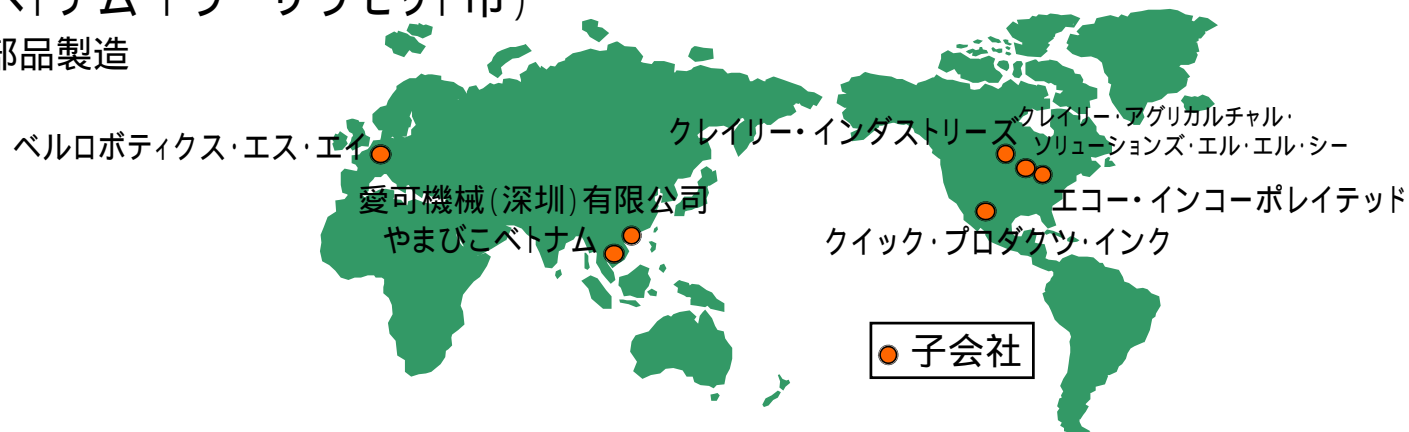 部品製造
ベルロボティクス・エス・エイ
クレイリー・インダストリーズ
クレイリー・アグリカルチャル・
ソリューションズ・エル・エル・シー
愛可機械(深圳)有限公司
やまびこベトナム
エコー・インコーポレイテッド
クイック・プロダクツ・インク
子会社